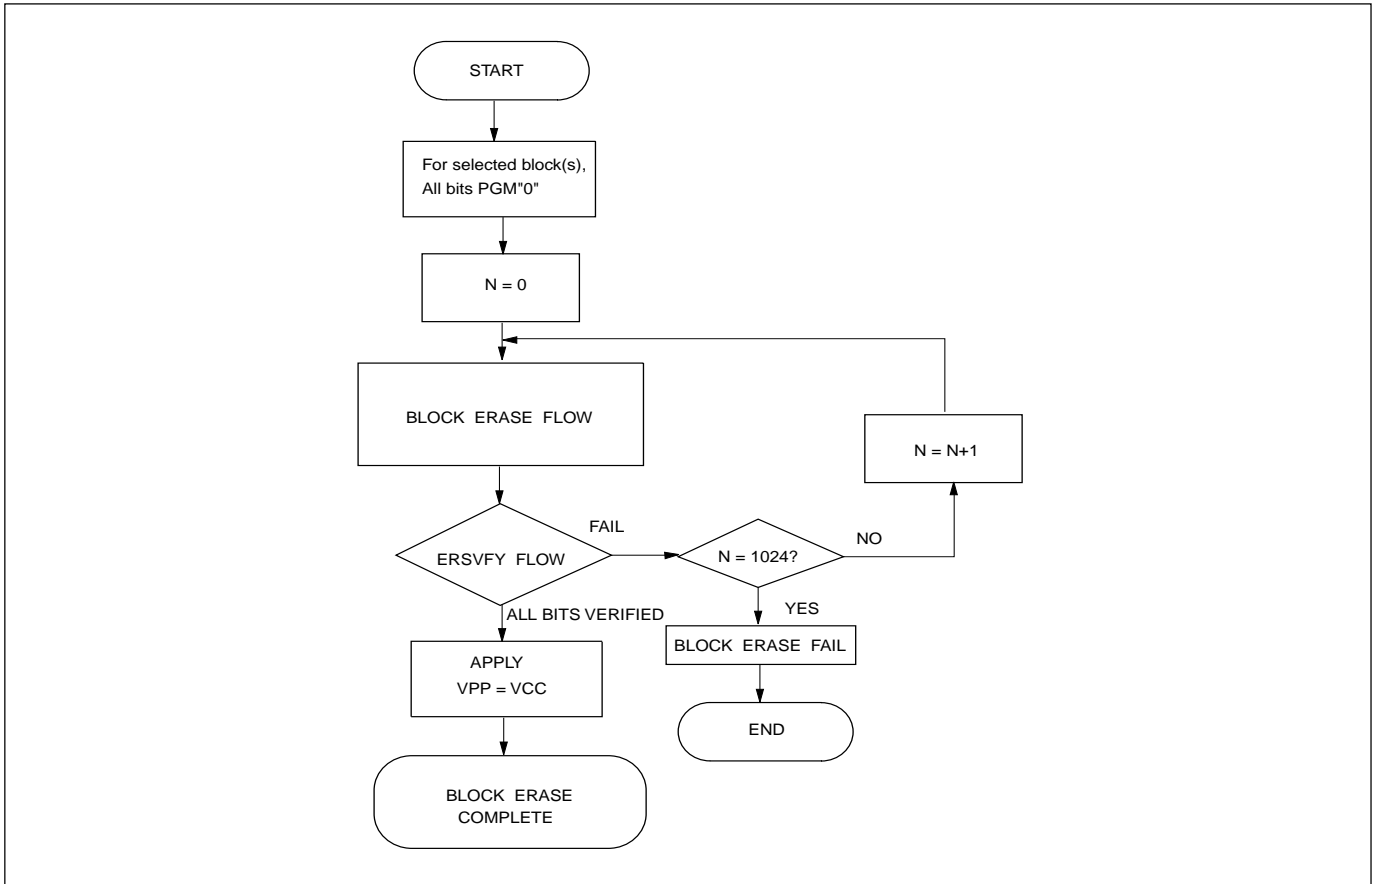 START
For selected block(s),
All bits PGM"0"
N = 0
BLOCK ERASE FLOW
N = N+1
FAIL
NO
ERSVFY FLOW
N = 1024?
ALL BITS VERIFIED
YES
APPLY
VPP = VCC
BLOCK ERASE FAIL
END
BLOCK ERASE
COMPLETE